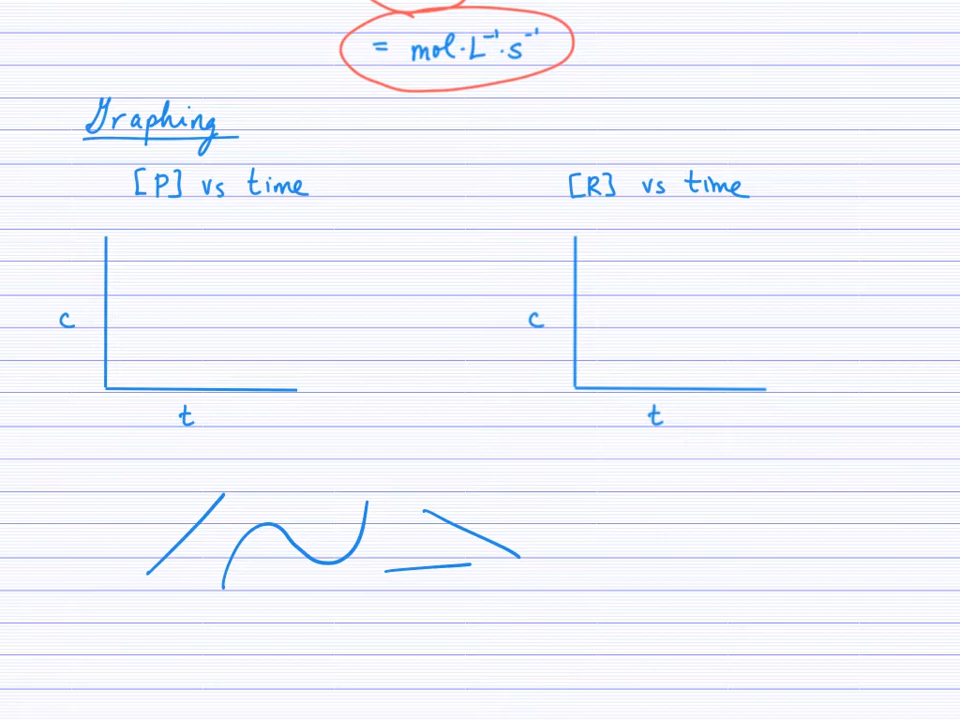 = mol·L⁻¹·s⁻¹
Graphing
[P] vs time
[R] vs time
c
c
t
t